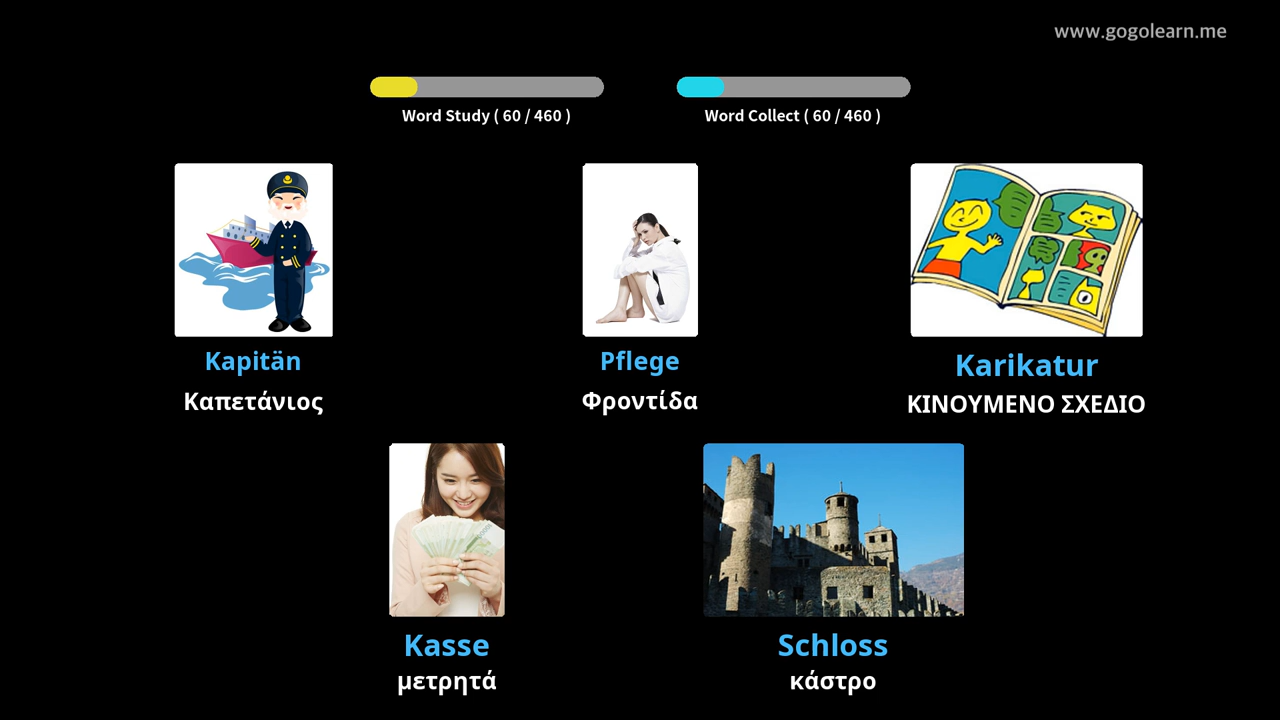 www.gogolearn.me
Word Study ( 60 / 460 )
Word Collect ( 60 / 460 )
Kapitän
Καπετάνιος
Pflege
Φροντίδα
Karikatur
ΚΙΝΟΥΜΕΝΟ ΣΧΕΔΙΟ
Kasse
μετρητά
Schloss
κάστρο